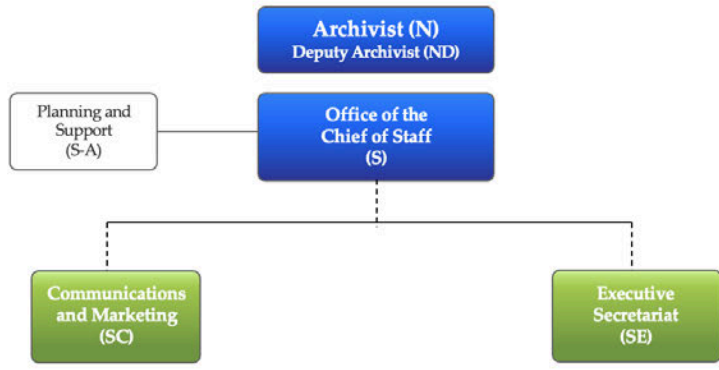 Archivist (N)
Deputy Archivist (ND)
Planning and
Support
(S-A)
Office of the
Chief of Staff
(S)
Communications
and Marketing
(SC)
Executive
Secretariat
(SE)